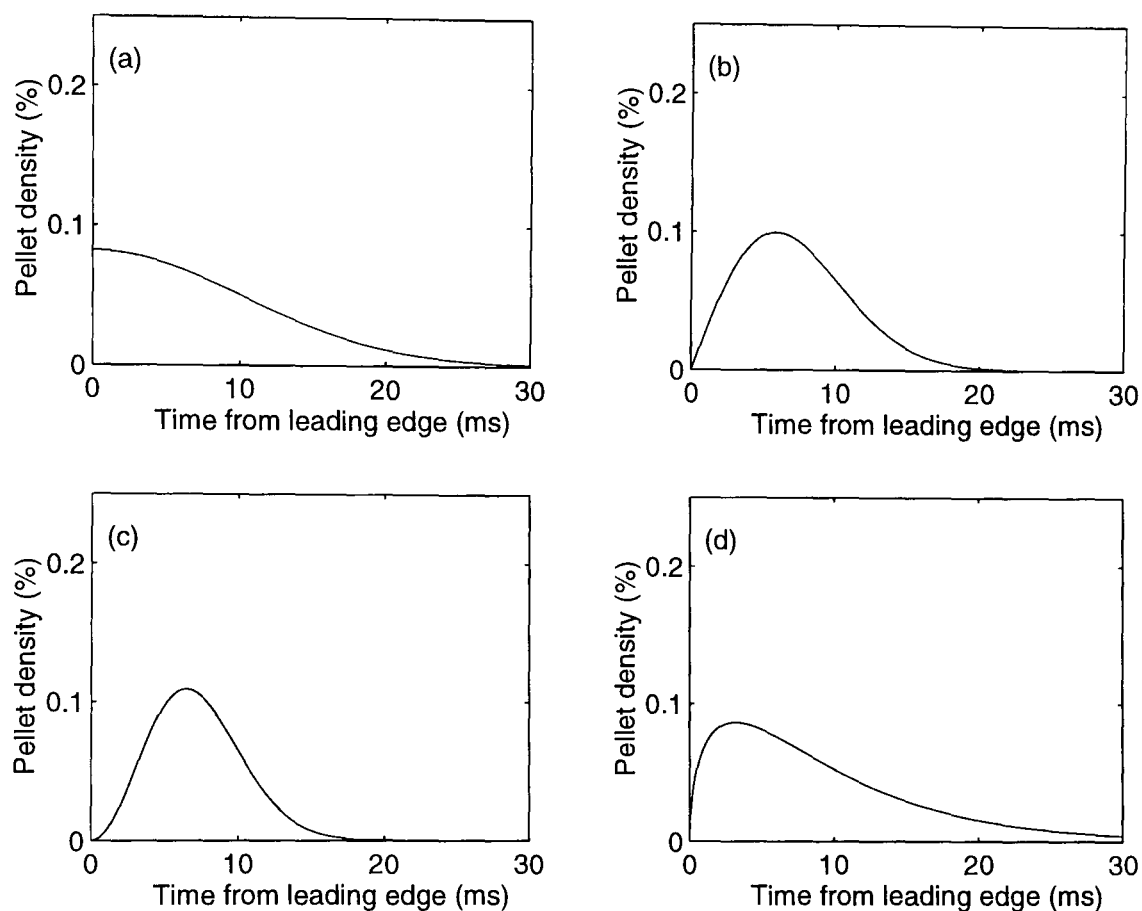 (a)
Pellet density (%)
0.2
0.1
0
0 10 20 30
Time from leading edge (ms)
(b)
Pellet density (%)
0.2
0.1
0
0 10 20 30
Time from leading edge (ms)
(c)
Pellet density (%)
0.2
0.1
0
0 10 20 30
Time from leading edge (ms)
(d)
Pellet density (%)
0.2
0.1
0
0 10 20 30
Time from leading edge (ms)